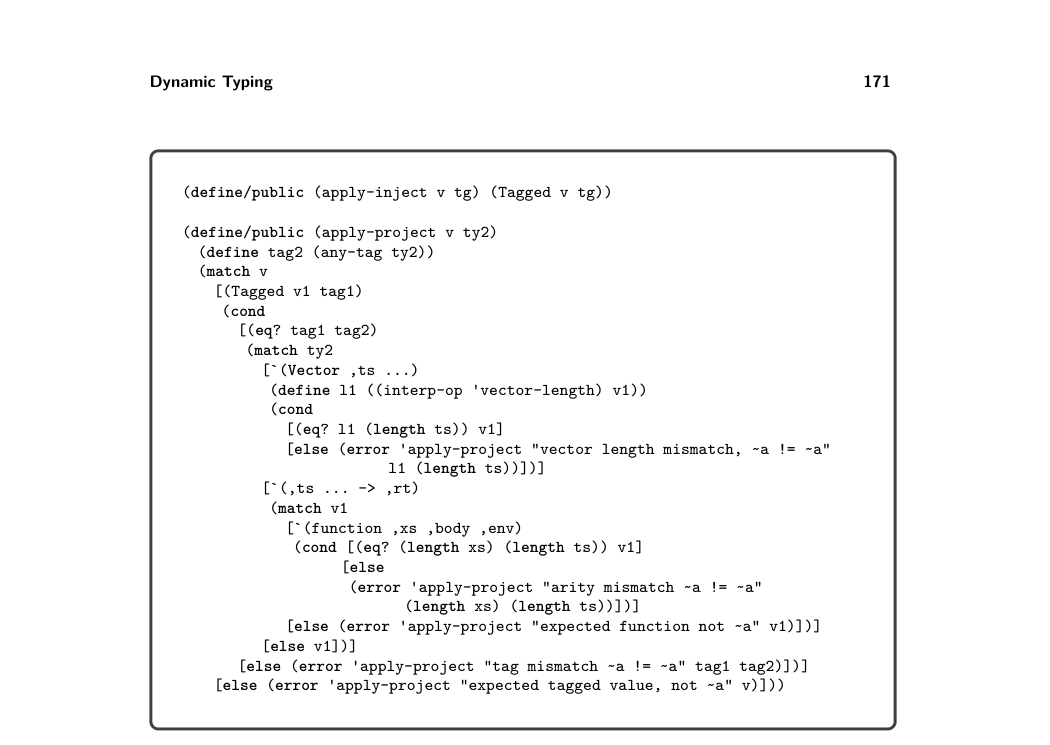 Dynamic Typing 171
(define/public (apply-inject v tg) (Tagged v tg))
(define/public (apply-project v ty2)
(define tag2 (any-tag ty2))
(match v
[(Tagged v1 tag1)
(cond
[(eq? tag1 tag2)
(match ty2
[`(Vector ,ts ...)
(define l1 ((interp-op 'vector-length) v1))
(cond
[(eq? l1 (length ts)) v1]
[else (error 'apply-project "vector length mismatch, ~a != ~a"
l1 (length ts))])]
[`(,ts ... -> ,rt)
(match v1
[`(function ,xs ,body ,env)
(cond [(eq? (length xs) (length ts)) v1]
[else
(error 'apply-project "arity mismatch ~a != ~a"
(length xs) (length ts))])]
[else (error 'apply-project "expected function not ~a" v1)])]
[else v1])]
[else (error 'apply-project "tag mismatch ~a != ~a" tag1 tag2)])]
[else (error 'apply-project "expected tagged value, not ~a" v)]))